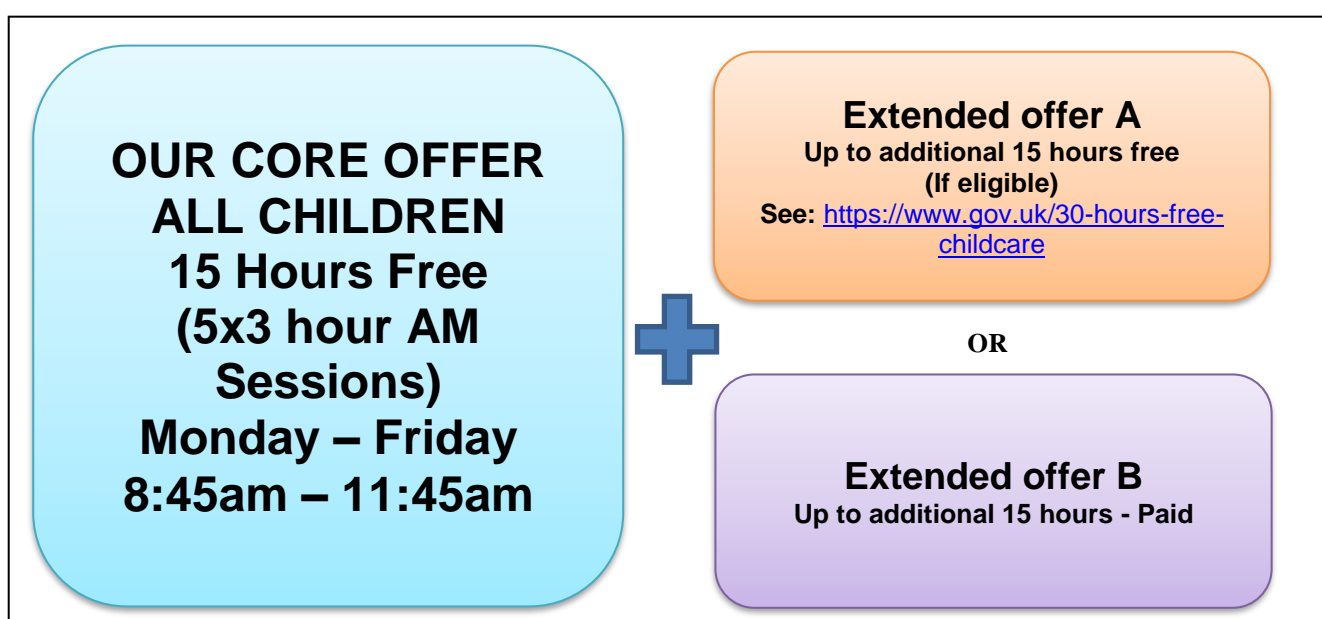 OUR CORE OFFER
ALL CHILDREN
15 Hours Free
(5x3 hour AM
Sessions)
Monday – Friday
8:45am – 11:45am
Extended offer A
Up to additional 15 hours free
(If eligible)
See: https://www.gov.uk/30-hours-free-
childcare
OR
Extended offer B
Up to additional 15 hours - Paid